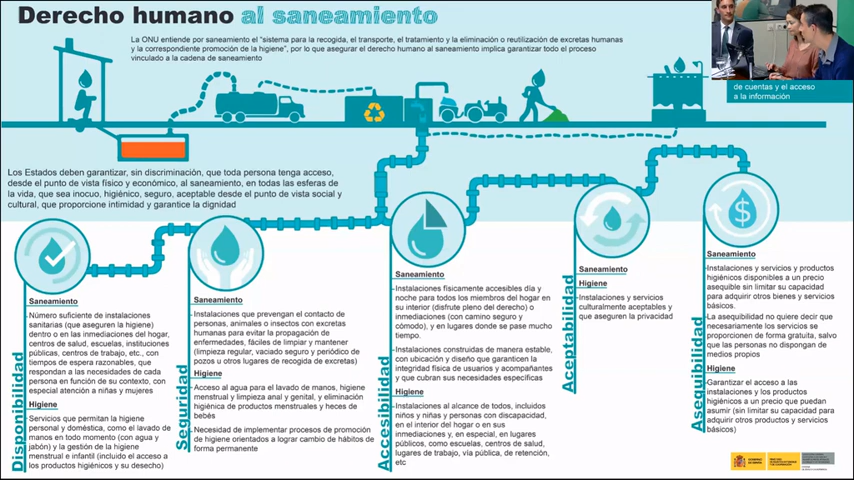 Derecho humano al saneamiento
La ONU entiende por saneamiento el "sistema para la recogida, el transporte, el tratamiento y la eliminación o reutilización de excretas humanas
y la correspondiente promoción de la higiene", por lo que asegurar el derecho humano al saneamiento implica garantizar todo el proceso
vinculado a la cadena de saneamiento
de cuentas y el acceso
a la información
Los Estados deben garantizar, sin discriminación, que toda persona tenga acceso,
desde el punto de vista físico y económico, al saneamiento, en todas las esferas de
la vida, que sea inocuo, higiénico, seguro, aceptable desde el punto de vista social y
cultural, que proporcione intimidad y garantice la dignidad
Disponibilidad
Saneamiento
Número suficiente de instalaciones
sanitarias (que aseguren la higiene)
dentro o en las inmediaciones del hogar,
centros de salud, escuelas, instituciones
públicas, centros de trabajo, etc., con
tiempos de espera razonables, que
respondan a las necesidades de cada
persona en función de su contexto, con
especial atención a niñas y mujeres
Higiene
Servicios que permitan la higiene
personal y doméstica, como el lavado de
manos en todo momento (con agua y
jabón) y la gestión de la higiene
menstrual e infantil (incluido el acceso a
los productos higiénicos y su desecho)
Seguridad
Saneamiento
Instalaciones que prevengan el contacto de
personas, animales o insectos con excretas
humanas para evitar la propagación de
enfermedades, fáciles de limpiar y mantener
(limpieza regular, vaciado seguro y periódico de
pozos u otros lugares de recogida de excretas)
Higiene
Acceso al agua para el lavado de manos, higiene
menstrual y limpieza anal y genital, y eliminación
higiénica de productos menstruales y heces de
bebés
Necesidad de implementar procesos de promoción
de higiene orientados a lograr cambio de hábitos de
forma permanente
Accesibilidad
Saneamiento
Instalaciones físicamente accesibles día y
noche para todos los miembros del hogar en
su interior (disfrute pleno del derecho) o
inmediaciones (con camino seguro y
cómodo), y en lugares donde se pase mucho
tiempo.
Instalaciones construidas de manera estable,
con ubicación y diseño que garanticen la
integridad física de usuarios y acompañantes
y que cubran sus necesidades específicas
Higiene
Instalaciones al alcance de todos, incluidos
niños y niñas y personas con discapacidad,
en el interior del hogar o en sus
inmediaciones y, en especial, en lugares
públicos, como escuelas, centros de salud,
lugares de trabajo, vía pública, de retención,
etc
Aceptabilidad
Saneamiento
Higiene
Instalaciones y servicios
culturalmente aceptables y
que aseguren la privacidad
Asequibilidad
Saneamiento
Instalaciones y servicios y productos
higiénicos disponibles a un precio
asequible sin limitar su capacidad
para adquirir otros bienes y servicios
básicos.
La asequibilidad no quiere decir que
necesariamente los servicios se
proporcionen de forma gratuita, salvo
que las personas no dispongan de
medios propios
Higiene
Garantizar el acceso a las
instalaciones y los productos
higiénicos a un precio que puedan
asumir (sin limitar su capacidad para
adquirir otros productos y servicios
básicos)